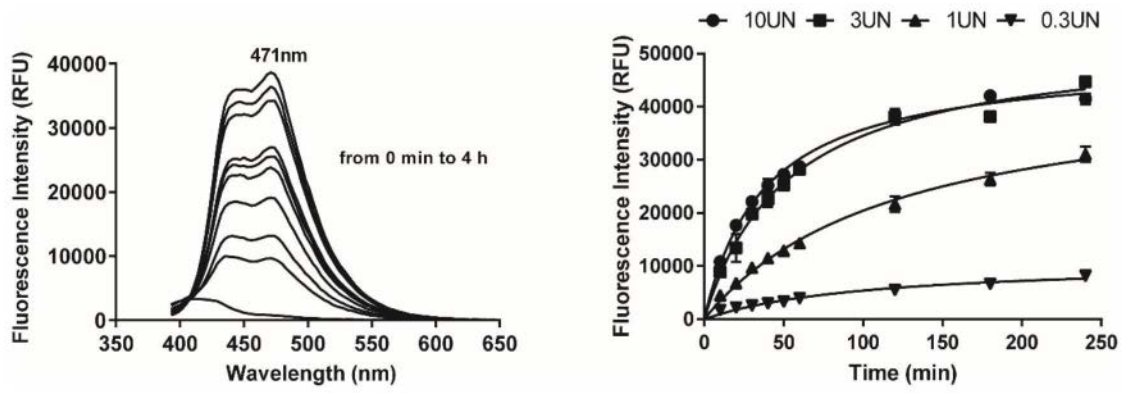 471nm
40000
30000
20000
10000
0
Fluorescence Intensity (RFU)
from 0 min to 4 h
350 400 450 500 550 600 650
Wavelength (nm)
10UN 3UN 1UN 0.3UN
50000
40000
30000
20000
10000
0
Fluorescence Intensity (RFU)
0 50 100 150 200 250
Time (min)